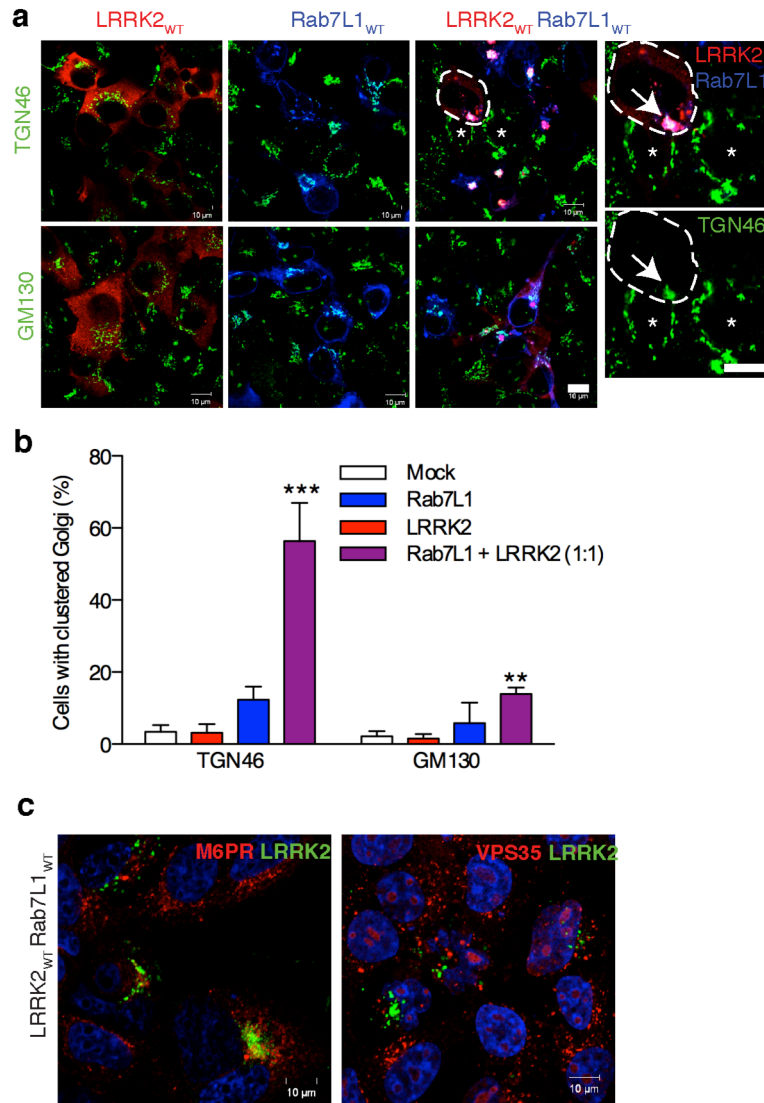 a
LRRK2WT
Rab7L1WT
LRRK2WT Rab7L1WT
TGN46
10 µm
10 µm
10 µm
LRRK2
Rab7L1
*
*
*
*
TGN46
*
*
GM130
10 µm
10 µm
10 µm
b
Cells with clustered Golgi (%)
80
60
40
20
0
***
**
Mock
Rab7L1
LRRK2
Rab7L1 + LRRK2 (1:1)
TGN46
GM130
c
LRRK2WT Rab7L1WT
M6PR LRRK2
10 µm
VPS35 LRRK2
10 µm